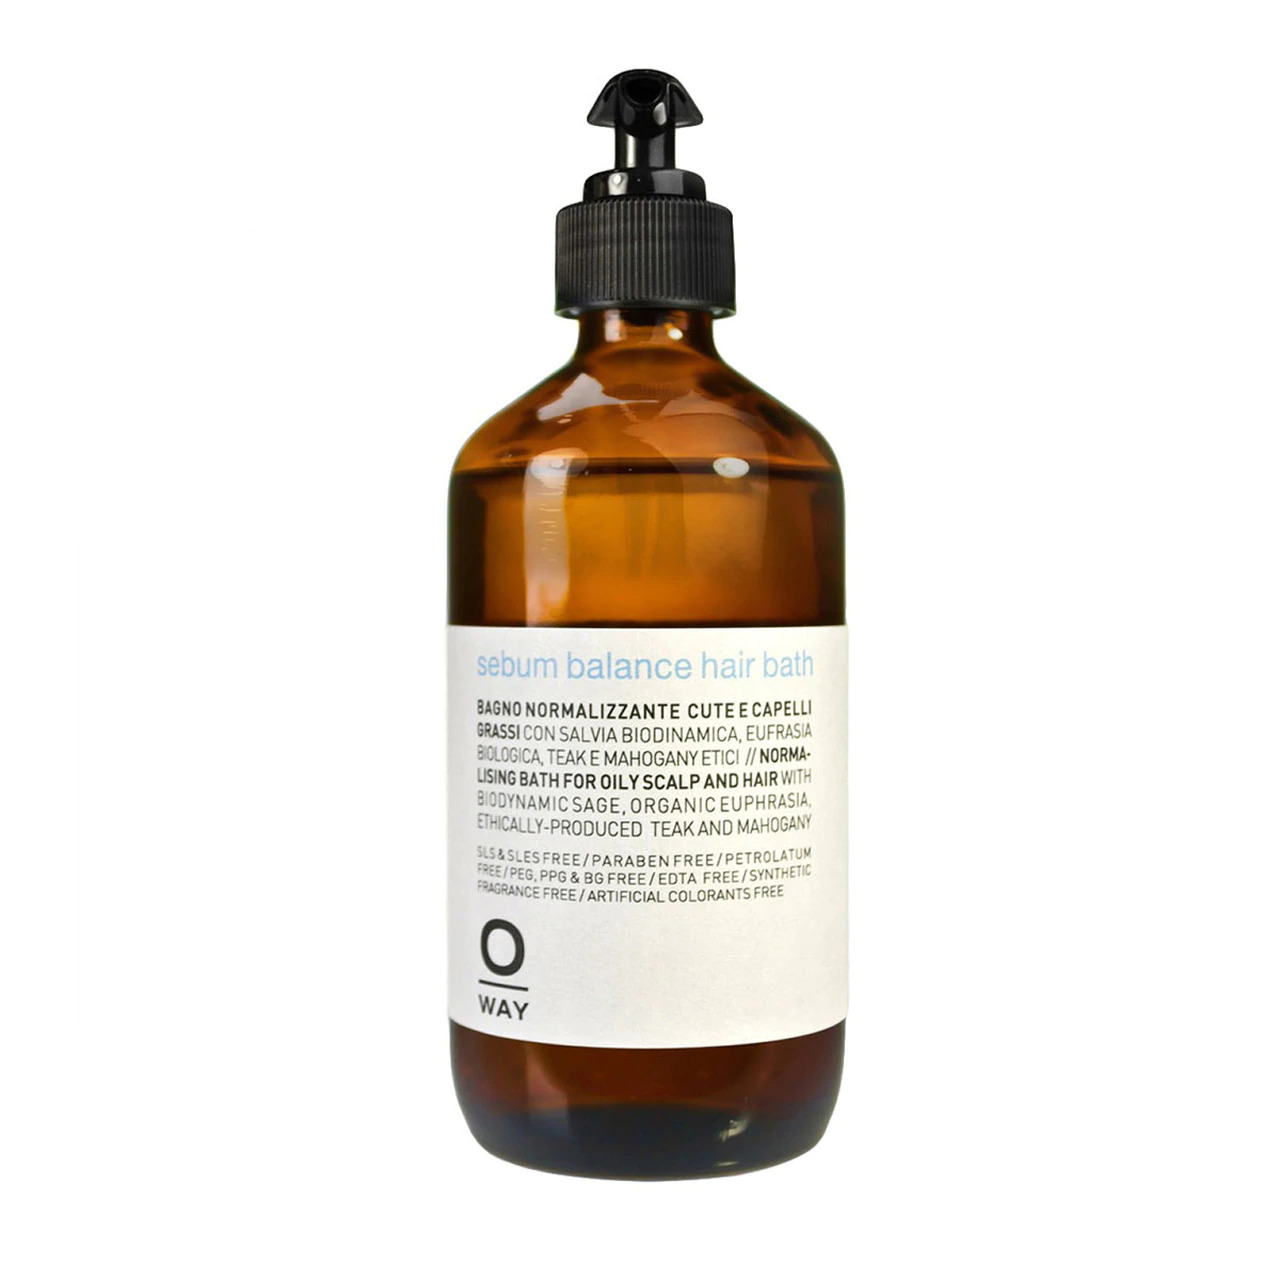 sebum balance hair bath
BAGNO NORMALIZZANTE CUTE E CAPELLI
GRASSI CON SALVIA BIODINAMICA, EUFRASIA
BIOLOGICA, TEAK E MAHOGANY ETICI // NORMA-
LISING BATH FOR OILY SCALP AND HAIR WITH
BIODYNAMIC SAGE, ORGANIC EUPHRASIA,
ETHICALLY-PRODUCED TEAK AND MAHOGANY
SLS & SLES FREE / PARABEN FREE / PETROLATUM
FREE / PEG, PPG & BG FREE / EDTA FREE / SYNTHETIC
FRAGRANCE FREE / ARTIFICIAL COLORANTS FREE
O
WAY